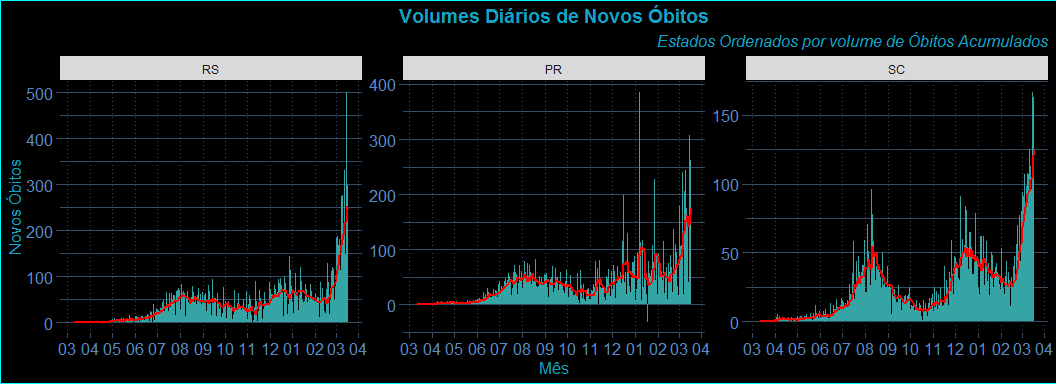 Volumes Diários de Novos Óbitos
Estados Ordenados por volume de Óbitos Acumulados
RS
PR
SC
Novos Óbitos
500
400
300
200
100
0
03 04 05 06 07 08 09 10 11 12 01 02 03 04
400
300
200
100
0
03 04 05 06 07 08 09 10 11 12 01 02 03 04
150
100
50
0
03 04 05 06 07 08 09 10 11 12 01 02 03 04
Mês